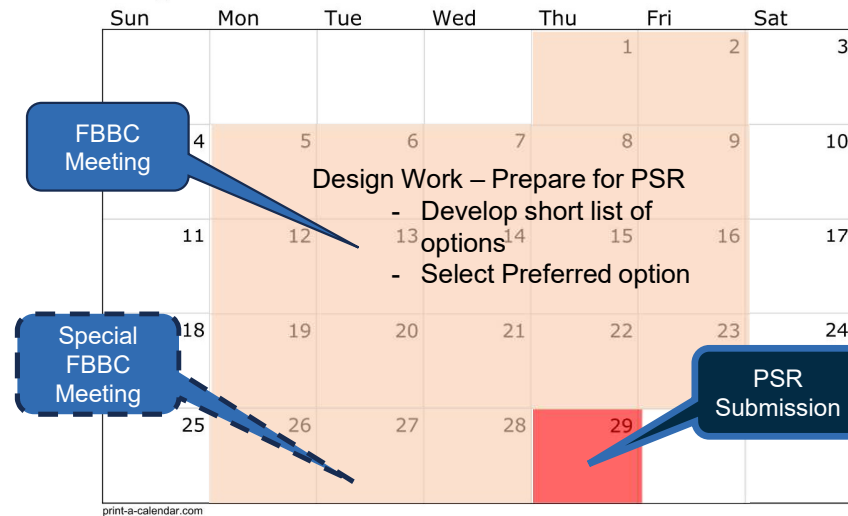 Sun Mon Tue Wed Thu Fri Sat
1 2 3
FBBC
Meeting
4 5 6 7 8 9 10
Design Work – Prepare for PSR
- Develop short list of
options
- Select Preferred option
11 12 13 14 15 16 17
Special
FBBC
Meeting
18 19 20 21 22 23 24
PSR
Submission
25 26 27 28 29
print-a-calendar.com